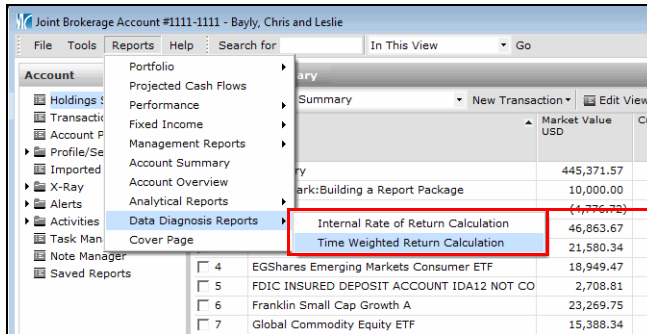 Joint Brokerage Account #1111-1111 - Bayly, Chris and Leslie
File Tools Reports Help Search for In This View Go
Account
Holdings S
Transactio
Account P
Profile/Se
Imported
X-Ray
Alerts
Activities
Task Man
Note Manager
Saved Reports
Portfolio
Projected Cash Flows
Performance
Fixed Income
Management Reports
Account Summary
Account Overview
Analytical Reports
Data Diagnosis Reports
Cover Page
Internal Rate of Return Calculation
Time Weighted Return Calculation
ary
Summary New Transaction Edit View
Market Value
USD
ry 445,371.57
ark:Building a Report Package 10,000.00
(4,776.72)
46,863.67
21,580.34
4 EGShares Emerging Markets Consumer ETF 18,949.47
5 FDIC INSURED DEPOSIT ACCOUNT IDA12 NOT CO 2,708.81
6 Franklin Small Cap Growth A 23,269.75
7 Global Commodity Equity ETF 15,388.34